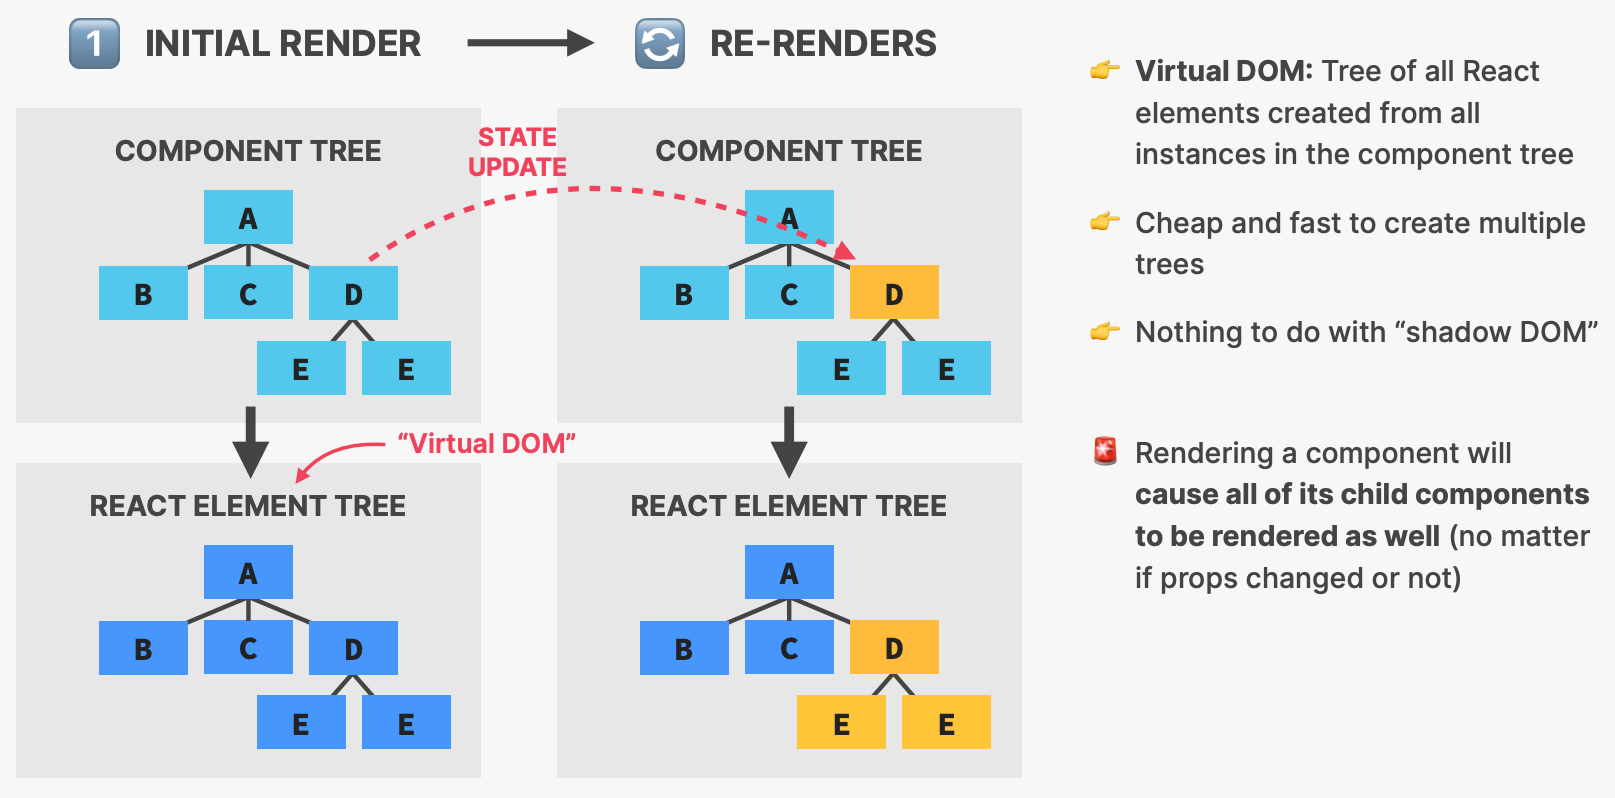 1 INITIAL RENDER
RE-RENDERS
COMPONENT TREE
A
B C D
E E
STATE
UPDATE
COMPONENT TREE
A
B C D
E E
“Virtual DOM”
REACT ELEMENT TREE
A
B C D
E E
REACT ELEMENT TREE
A
B C D
E E
Virtual DOM: Tree of all React
elements created from all
instances in the component tree
Cheap and fast to create multiple
trees
Nothing to do with “shadow DOM”
Rendering a component will
cause all of its child components
to be rendered as well (no matter
if props changed or not)